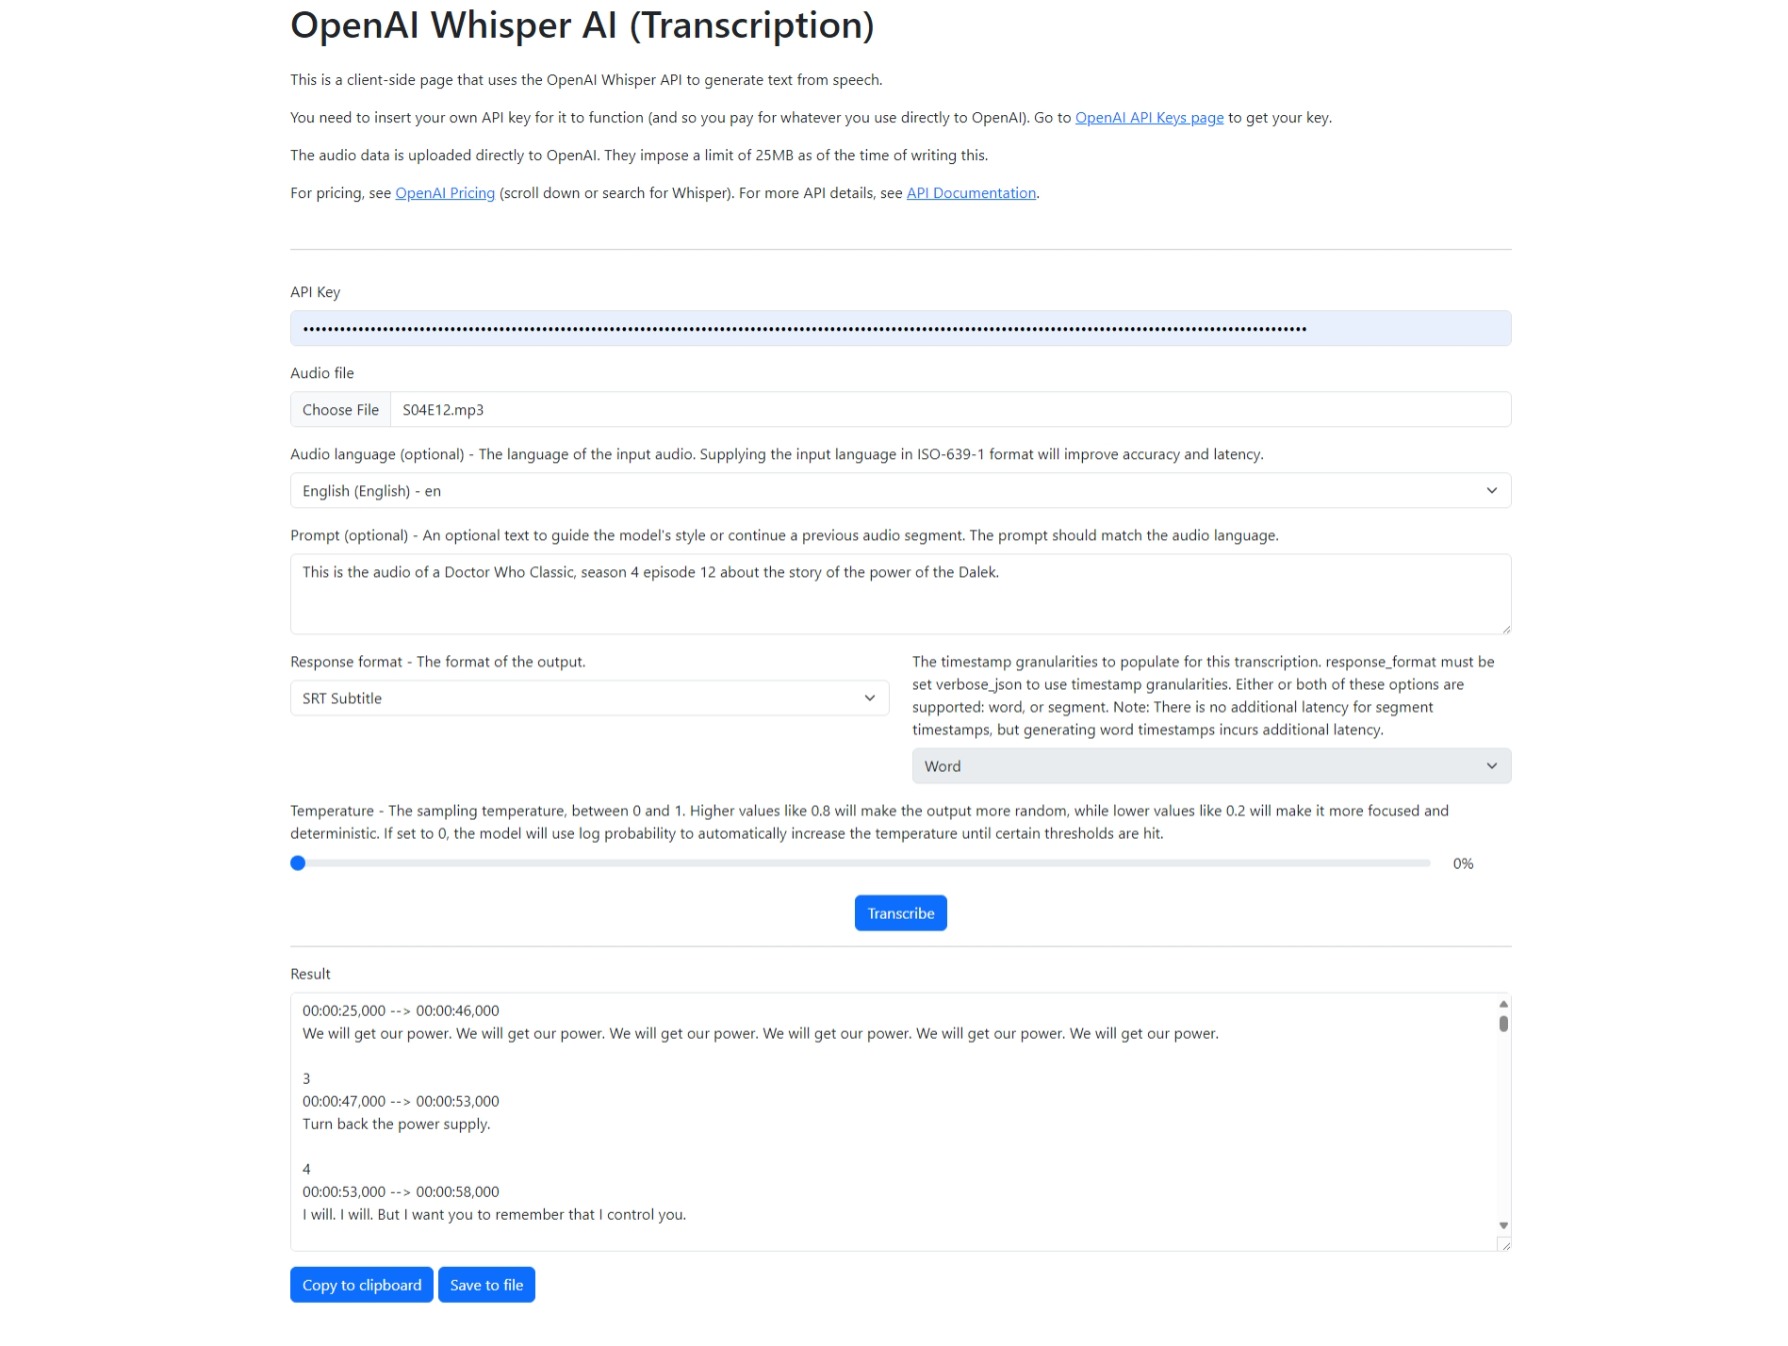 OpenAI Whisper AI (Transcription)
This is a client-side page that uses the OpenAI Whisper API to generate text from speech.
You need to insert your own API key for it to function (and so you pay for whatever you use directly to OpenAI). Go to OpenAI API Keys page to get your key.
The audio data is uploaded directly to OpenAI. They impose a limit of 25MB as of the time of writing this.
For pricing, see OpenAI Pricing (scroll down or search for Whisper). For more API details, see API Documentation.
API Key
Audio file
Choose File S04E12.mp3
Audio language (optional) - The language of the input audio. Supplying the input language in ISO-639-1 format will improve accuracy and latency.
English (English) - en
Prompt (optional) - An optional text to guide the model's style or continue a previous audio segment. The prompt should match the audio language.
This is the audio of a Doctor Who Classic, season 4 episode 12 about the story of the power of the Dalek.
Response format - The format of the output.
SRT Subtitle
The timestamp granularities to populate for this transcription. response_format must be
set verbose_json to use timestamp granularities. Either or both of these options are
supported: word, or segment. Note: There is no additional latency for segment
timestamps, but generating word timestamps incurs additional latency.
Word
Temperature - The sampling temperature, between 0 and 1. Higher values like 0.8 will make the output more random, while lower values like 0.2 will make it more focused and
deterministic. If set to 0, the model will use log probability to automatically increase the temperature until certain thresholds are hit.
0%
Transcribe
Result
00:00:25,000 --> 00:00:46,000
We will get our power. We will get our power. We will get our power. We will get our power. We will get our power. We will get our power.
3
00:00:47,000 --> 00:00:53,000
Turn back the power supply.
4
00:00:53,000 --> 00:00:58,000
I will. I will. But I want you to remember that I control you.
Copy to clipboard Save to file